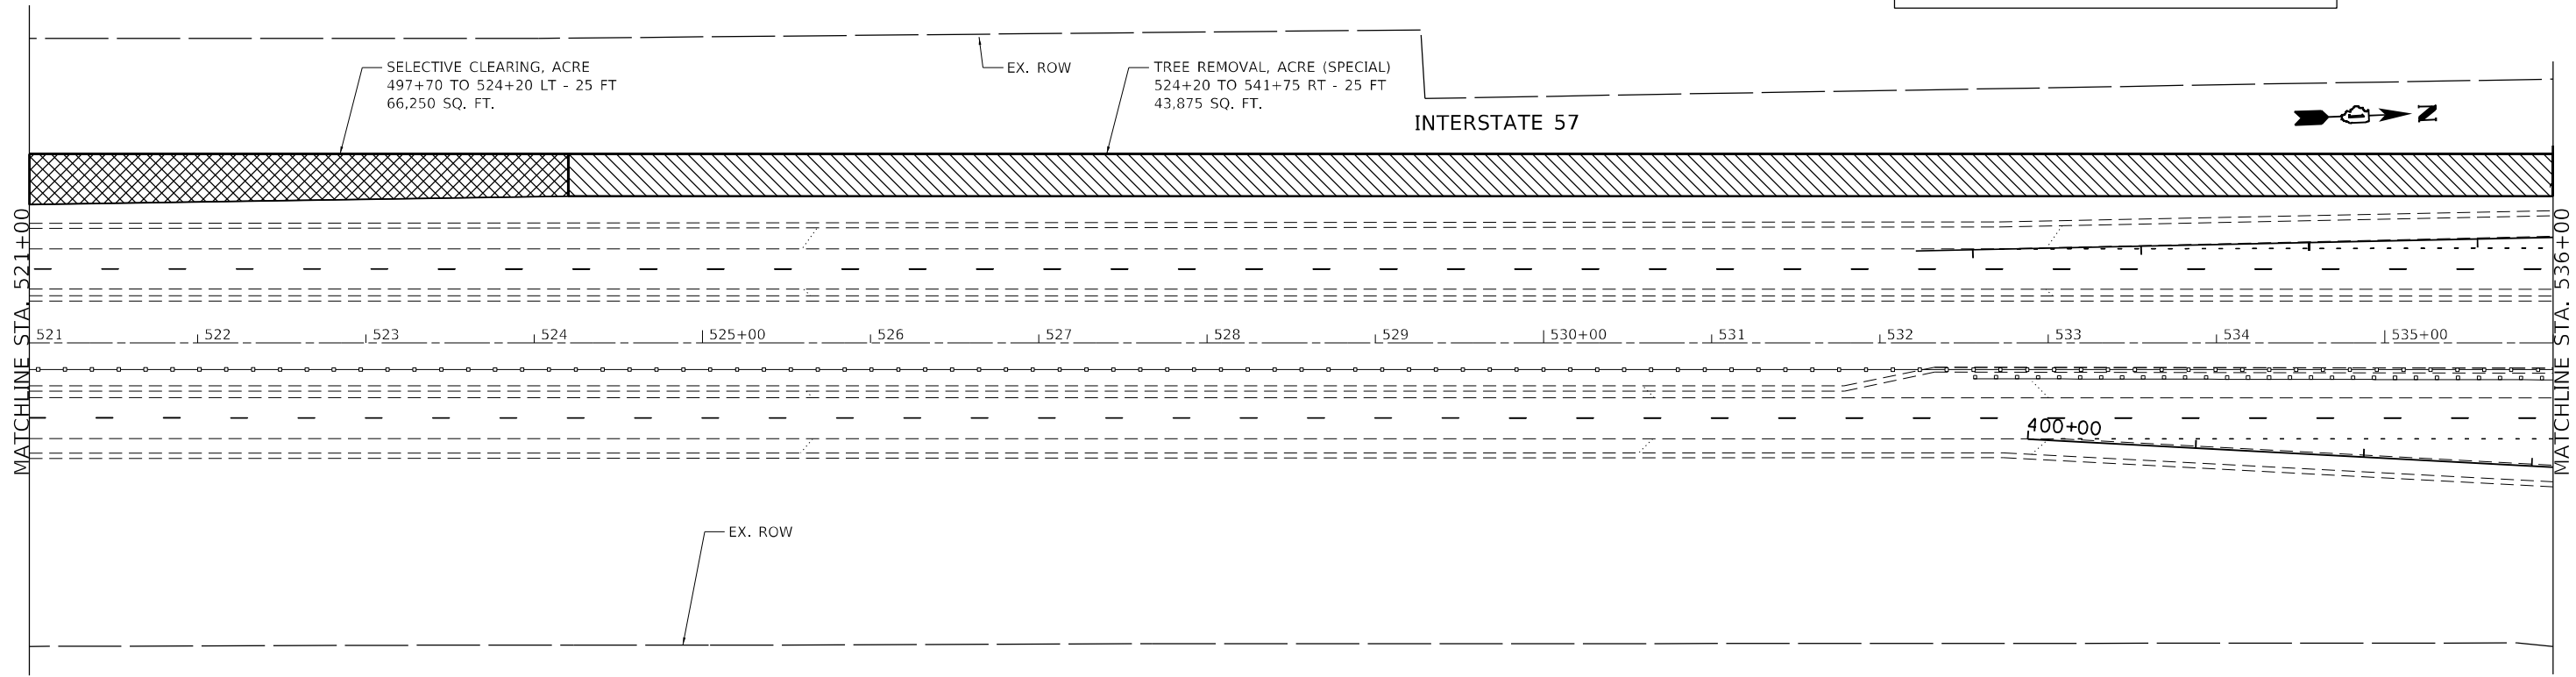 SELECTIVE CLEARING, ACRE
497+70 TO 524+20 LT - 25 FT
66,250 SQ. FT.
EX. ROW
TREE REMOVAL, ACRE (SPECIAL)
524+20 TO 541+75 RT - 25 FT
43,875 SQ. FT.
INTERSTATE 57
N
MATCHLINE STA. 521+00
521 522 523 524 525+00 526 527 528 529 530+00 531 532 533 534 535+00
MATCHLINE STA. 536+00
400+00
EX. ROW